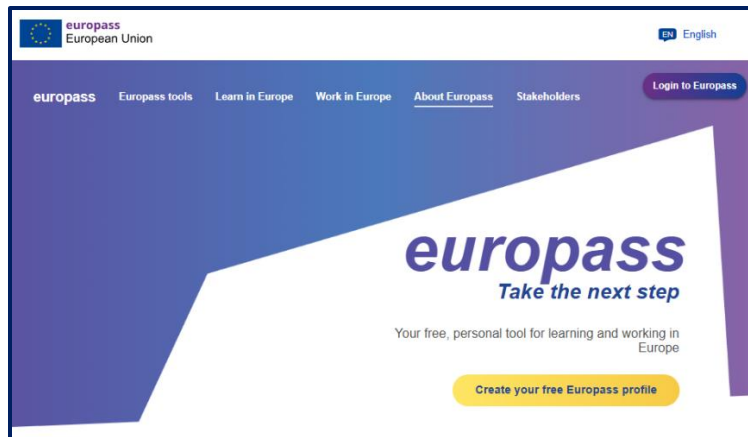 europass
European Union
EN English
europass Europass tools Learn in Europe Work in Europe About Europass Stakeholders Login to Europass
europass
Take the next step
Your free, personal tool for learning and working in
Europe
Create your free Europass profile